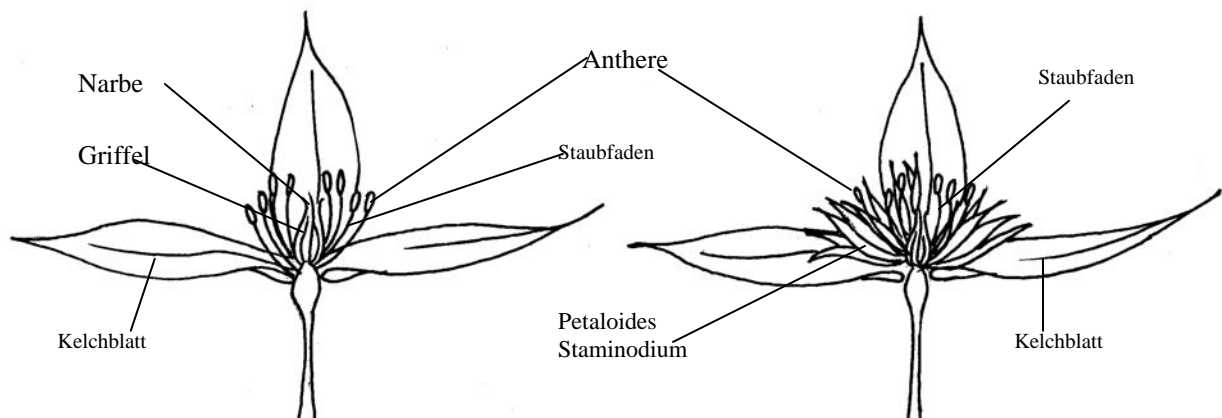 Anthere
Narbe
Staubfaden
Griffel
Staubfaden
Petaloides
Staminodium
Kelchblatt
Kelchblatt